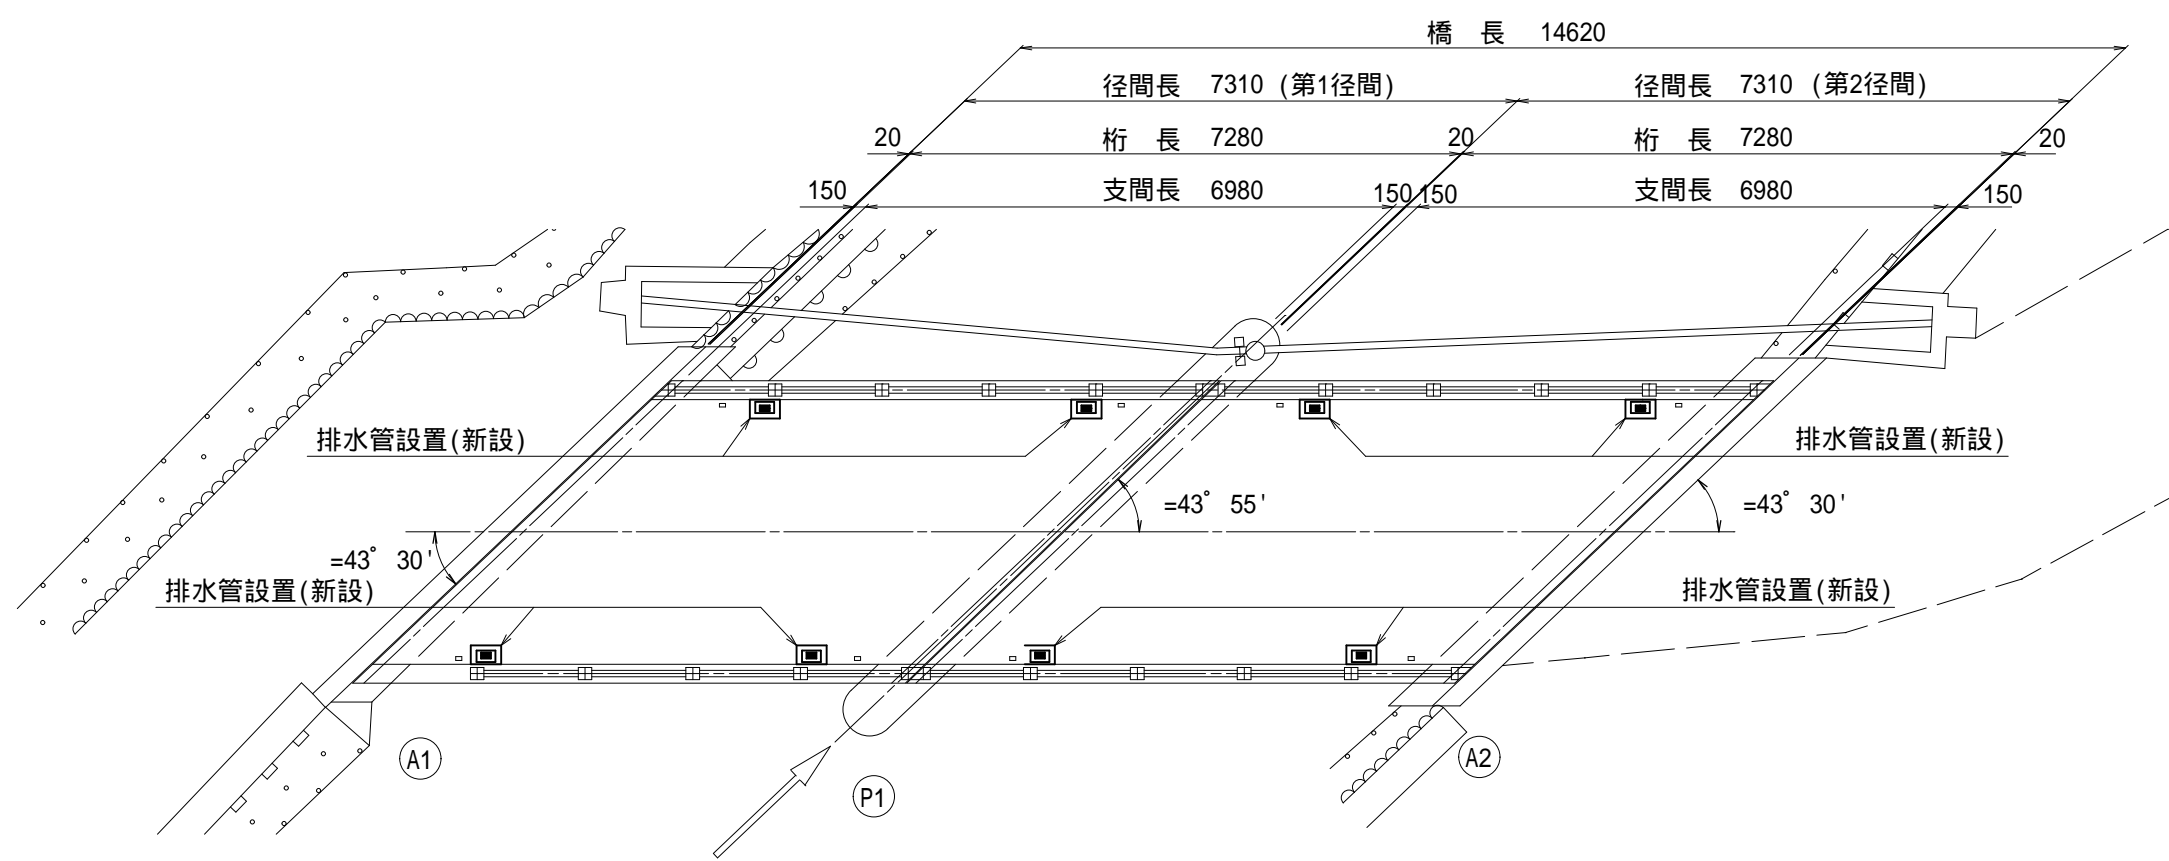 橋 長 14620
径間長 7310 (第1径間) 径間長 7310 (第2径間)
20 桁 長 7280 20 桁 長 7280 20
150 支間長 6980 150 150 支間長 6980 150
排水管設置(新設) 排水管設置(新設)
=43° 55' =43° 30'
=43° 30'
排水管設置(新設) 排水管設置(新設)
A1 A2
P1